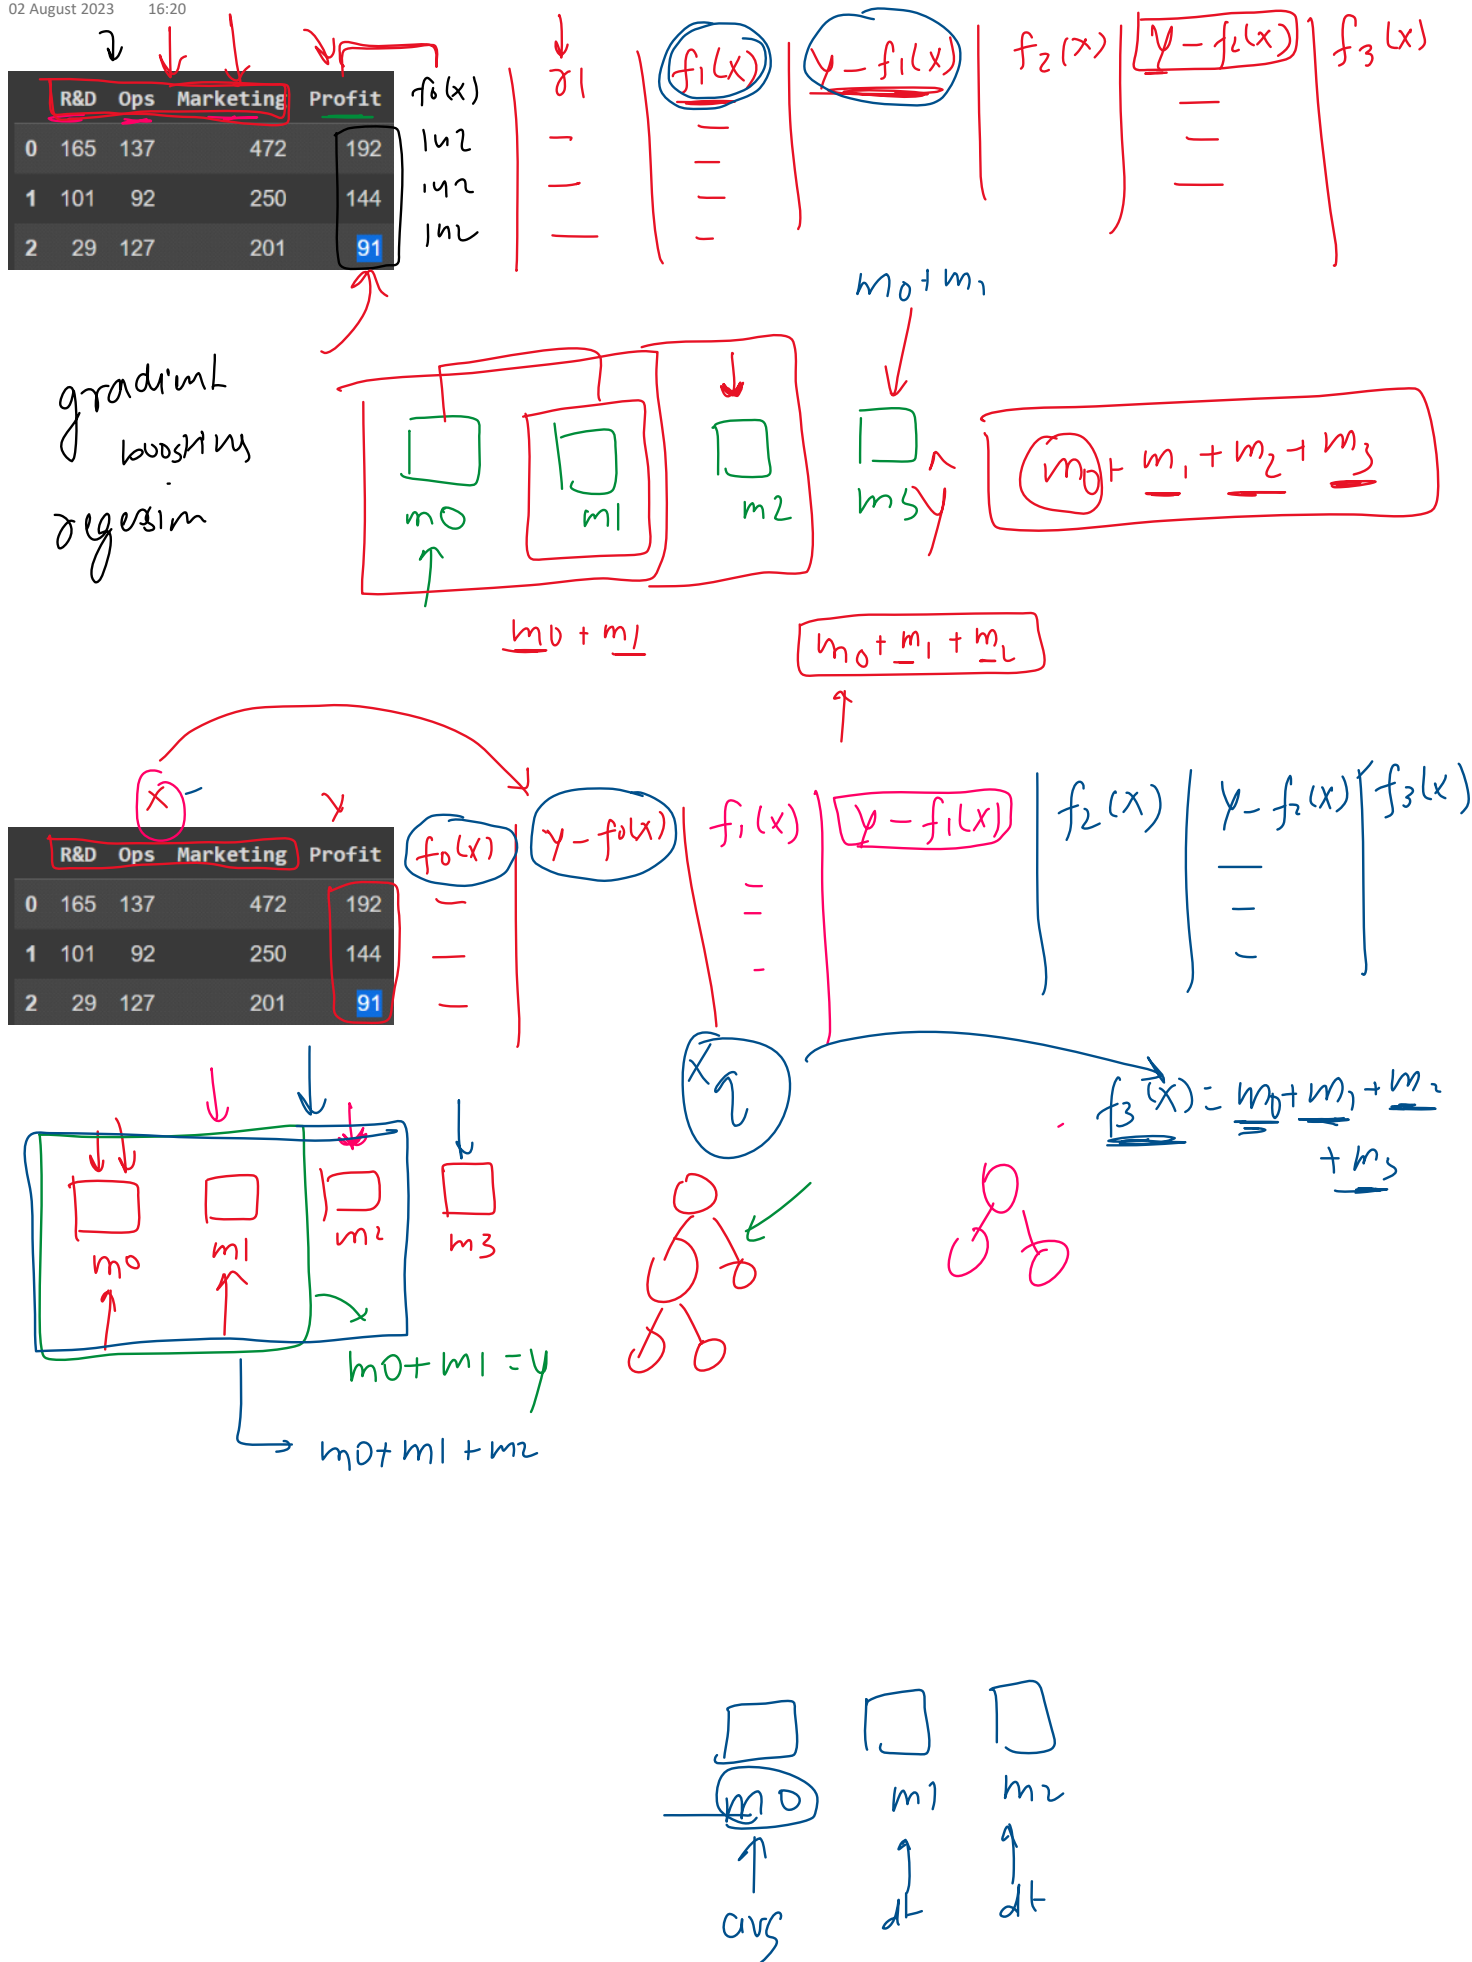 02 August 2023 16:20
R&D Ops Marketing Profit f0(x) r1 f1(x) y-f1(x) f2(x) y-f2(x) f3(x)
0 165 137 472 192 142
1 101 92 250 144 142
2 29 127 201 91 142
m0+m1
gradient
boosting
regession
m0 m1 m2 m3 ŷ m0+m1+m2+m3
m0 + m1
m0+m1+m2
x y
R&D Ops Marketing Profit f0(x) y-f0(x) f1(x) y-f1(x) f2(x) y-f2(x) f3(x)
0 165 137 472 192
1 101 92 250 144
2 29 127 201 91
xq
f3(x) = m0+m1+m2
+m3
m0 m1 m2 m3
m0+m1=y
m0+m1+m2
m0 m1 m2
avg dt dt